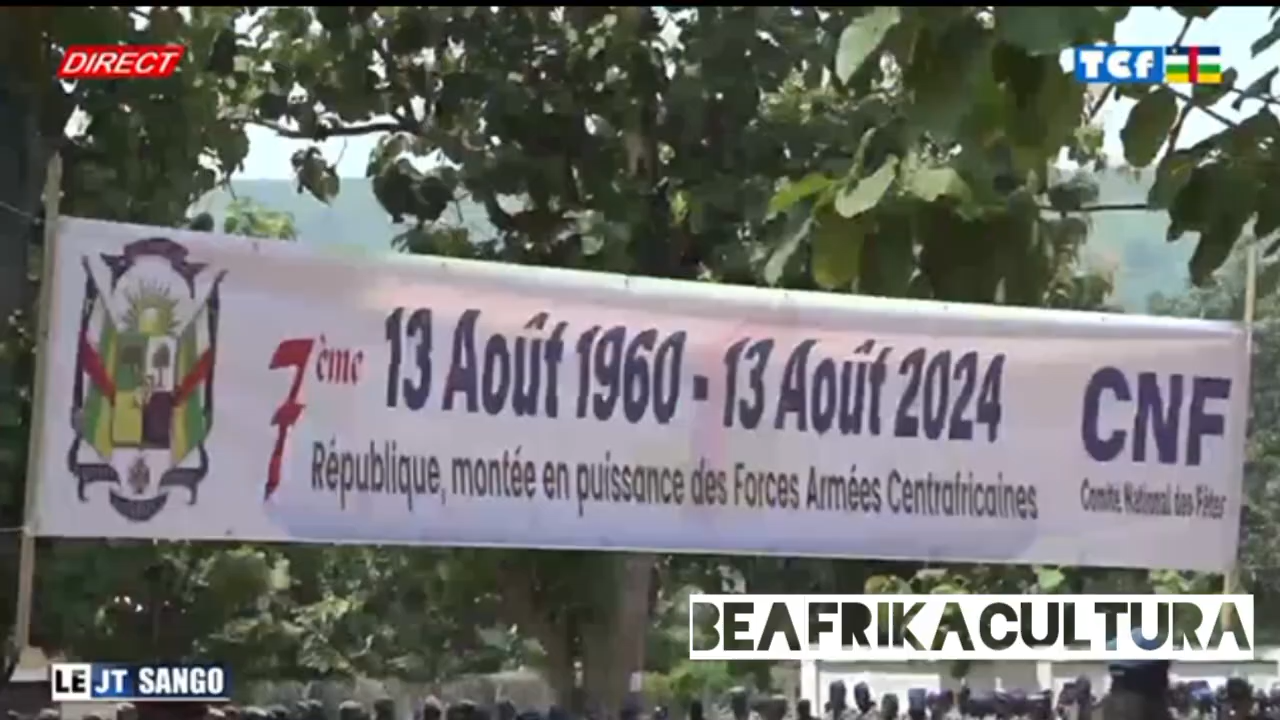 DIRECT
TCF
7ème
13 Août 1960 - 13 Août 2024
République, montée en puissance des Forces Armées Centrafricaines
CNF
Comité National des Fêtes
BEAFRIKACULTURA
LE JT SANGO